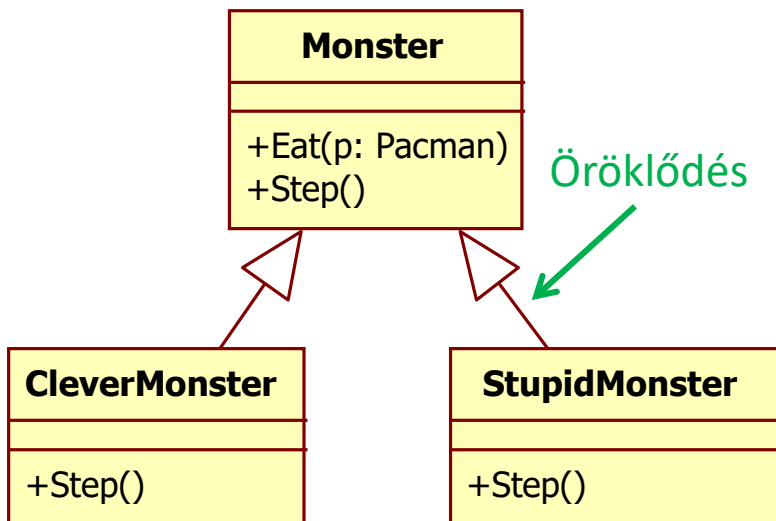 Monster
+Eat(p: Pacman)
+Step()
Öröklődés
CleverMonster
+Step()
StupidMonster
+Step()